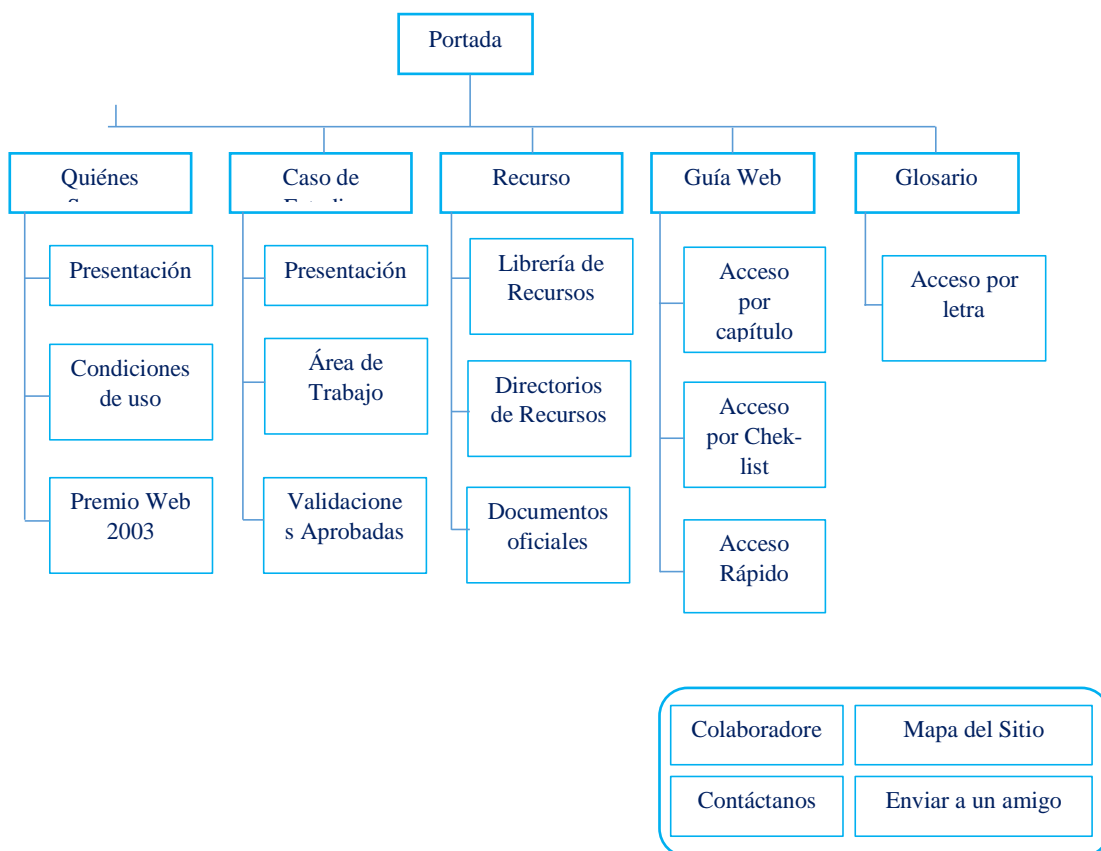 Portada
Quiénes
Caso de
Recurso
Guía Web
Glosario
Presentación
Condiciones
de uso
Premio Web
2003
Presentación
Área de
Trabajo
Validacione
s Aprobadas
Librería de
Recursos
Directorios
de Recursos
Documentos
oficiales
Acceso
por
capítulo
Acceso
por Chek-
list
Acceso
Rápido
Acceso por
letra
Colaboradore
Mapa del Sitio
Contáctanos
Enviar a un amigo